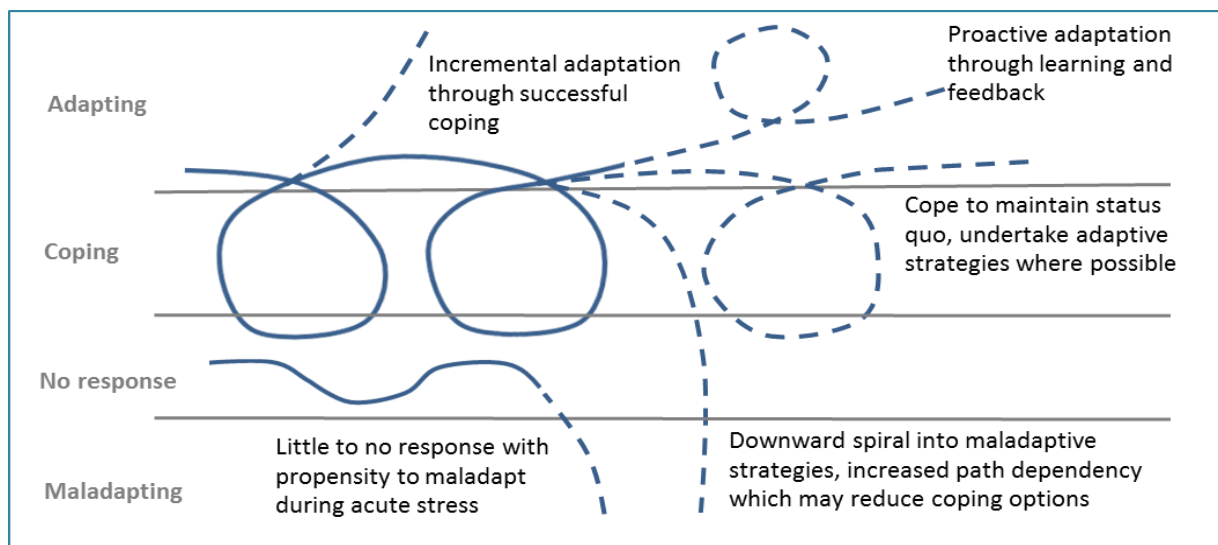 Adapting
Incremental adaptation
through successful
coping
Proactive adaptation
through learning and
feedback
Coping
Cope to maintain status
quo, undertake adaptive
strategies where possible
No response
Little to no response with
propensity to maladapt
during acute stress
Maladapting
Downward spiral into maladaptive
strategies, increased path dependency
which may reduce coping options